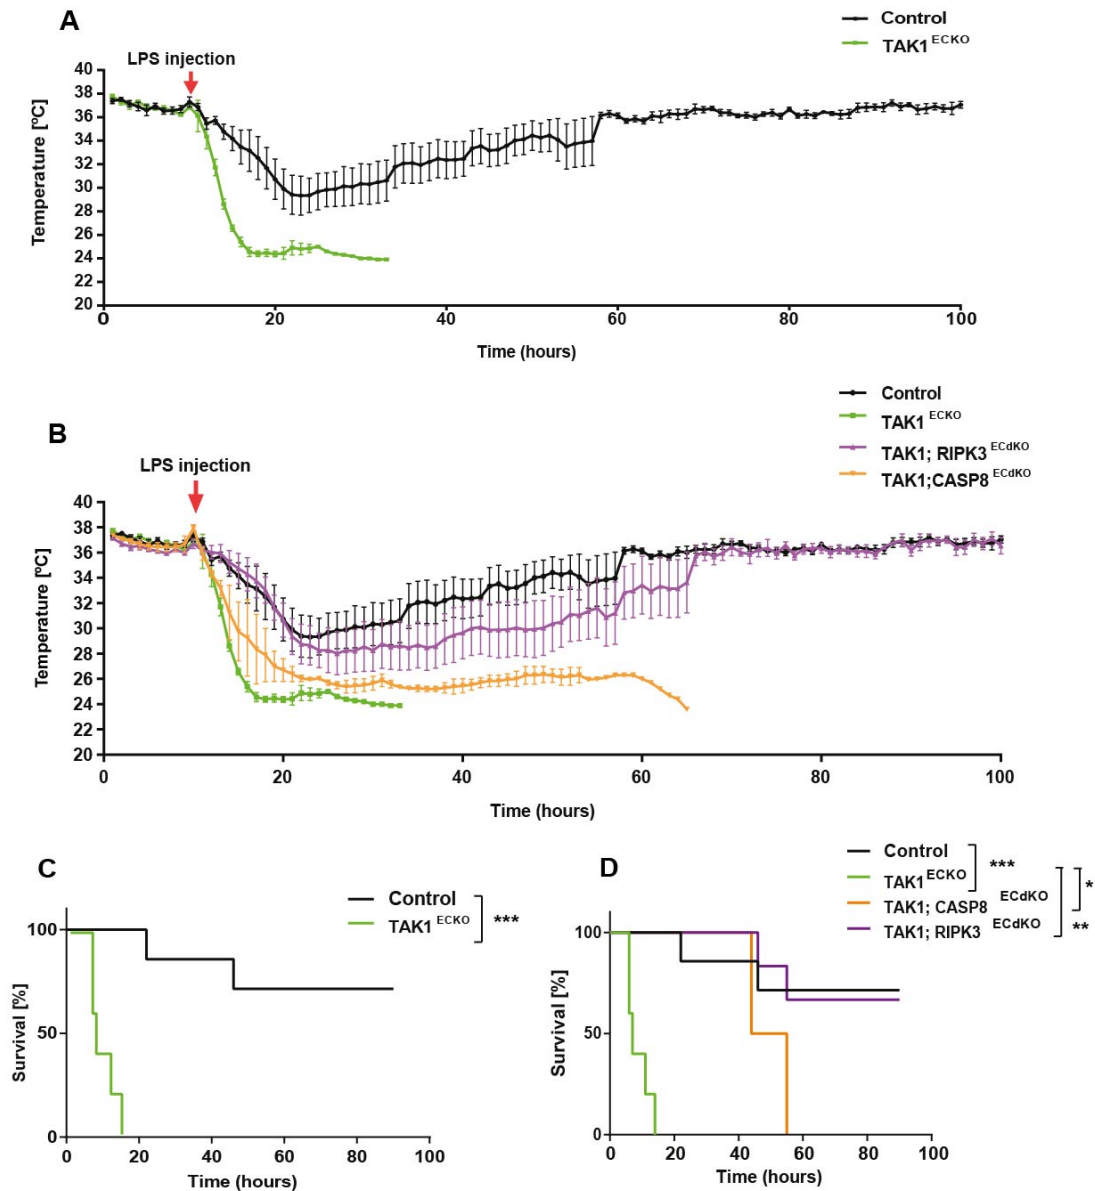 A
Control
TAK1 ECKO
LPS injection
Temperature [ºC]
40
38
36
34
32
30
28
26
24
22
20
0 20 40 60 80 100
Time (hours)
B
Control
TAK1 ECKO
TAK1; RIPK3 ECdKO
TAK1;CASP8 ECdKO
LPS injection
Temperature [ºC]
40
38
36
34
32
30
28
26
24
22
20
0 20 40 60 80 100
Time (hours)
C
Control
TAK1 ECKO
***
Survival [%]
100
50
0
0 20 40 60 80 100
Time (hours)
D
Control
TAK1 ECKO
TAK1; CASP8 ECdKO
TAK1; RIPK3 ECdKO
***
*
**
Survival [%]
100
50
0
0 20 40 60 80 100
Time (hours)